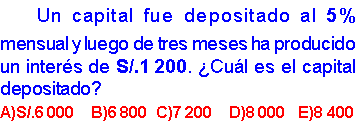 Un capital fue depositado al 5%
mensual y luego de tres meses ha producido
un interés de S/.1 200. ¿Cuál es el capital
depositado?
A)S/.6 000 B)6 800 C)7 200 D)8 000 E)8 400